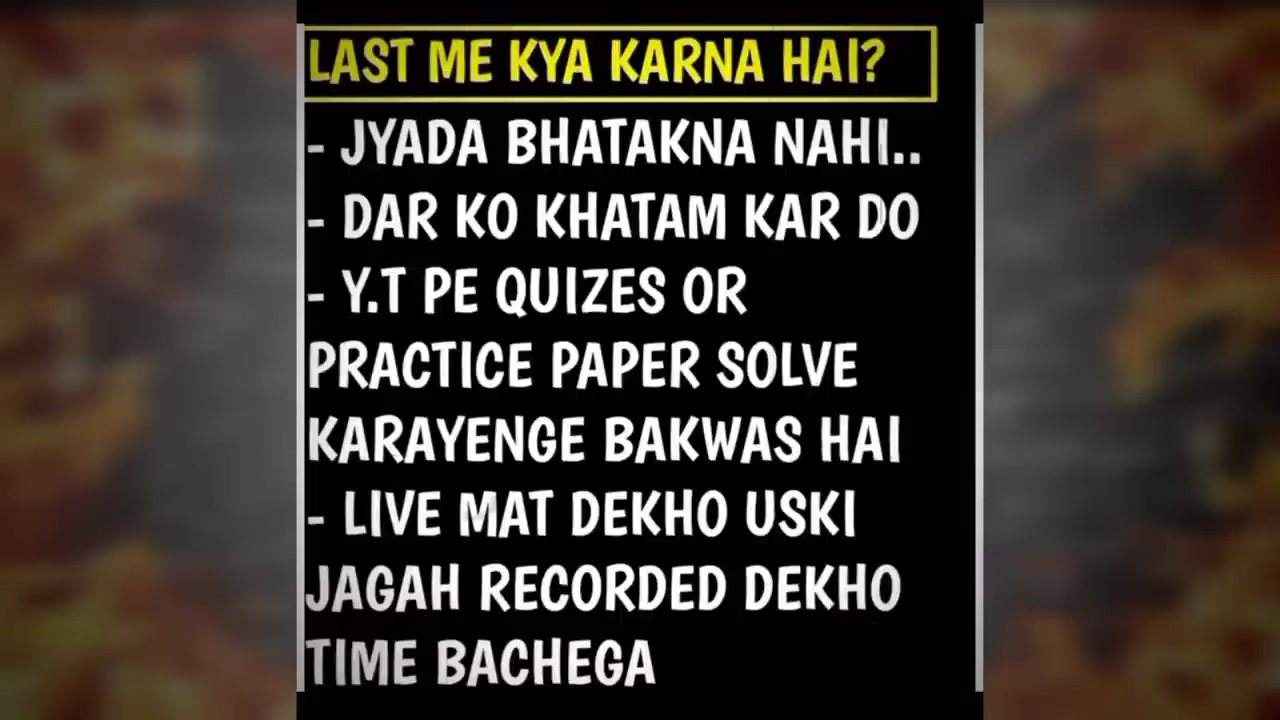 LAST ME KYA KARNA HAI?
- JYADA BHATAKNA NAHI..
- DAR KO KHATAM KAR DO
- Y.T PE QUIZES OR
PRACTICE PAPER SOLVE
KARAYENGE BAKWAS HAI
- LIVE MAT DEKHO USKI
JAGAH RECORDED DEKHO
TIME BACHEGA